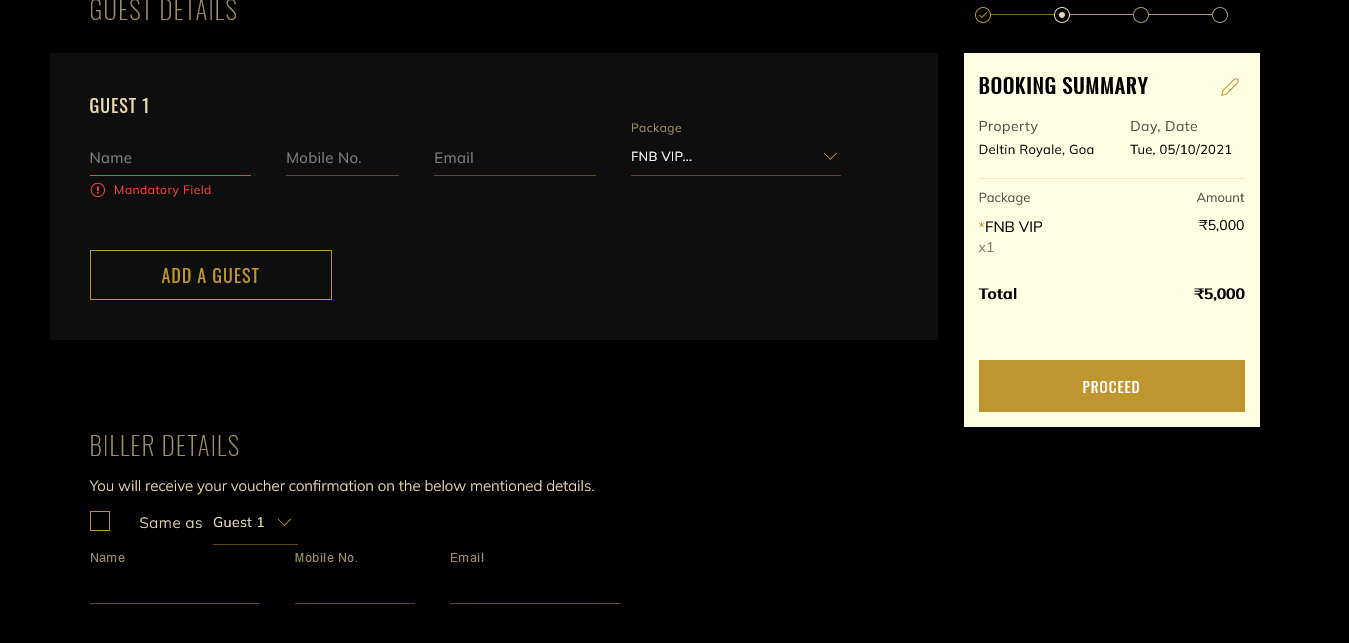 GUEST DETAILS
GUEST 1
Name
Mobile No.
Email
Package
FNB VIP...
Mandatory Field
ADD A GUEST
BOOKING SUMMARY
Property
Day, Date
Deltin Royale, Goa
Tue, 05/10/2021
Package
Amount
*FNB VIP
₹5,000
x1
Total
₹5,000
PROCEED
BILLER DETAILS
You will receive your voucher confirmation on the below mentioned details.
Same as Guest 1
Name
Mobile No.
Email